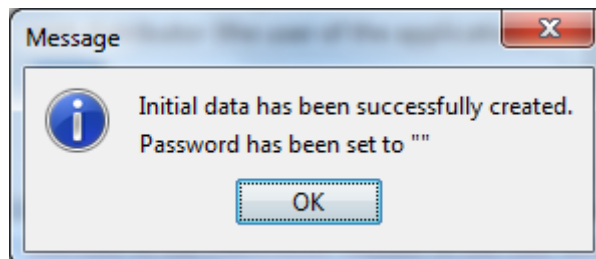 Message
Initial data has been successfully created.
Password has been set to ""
OK